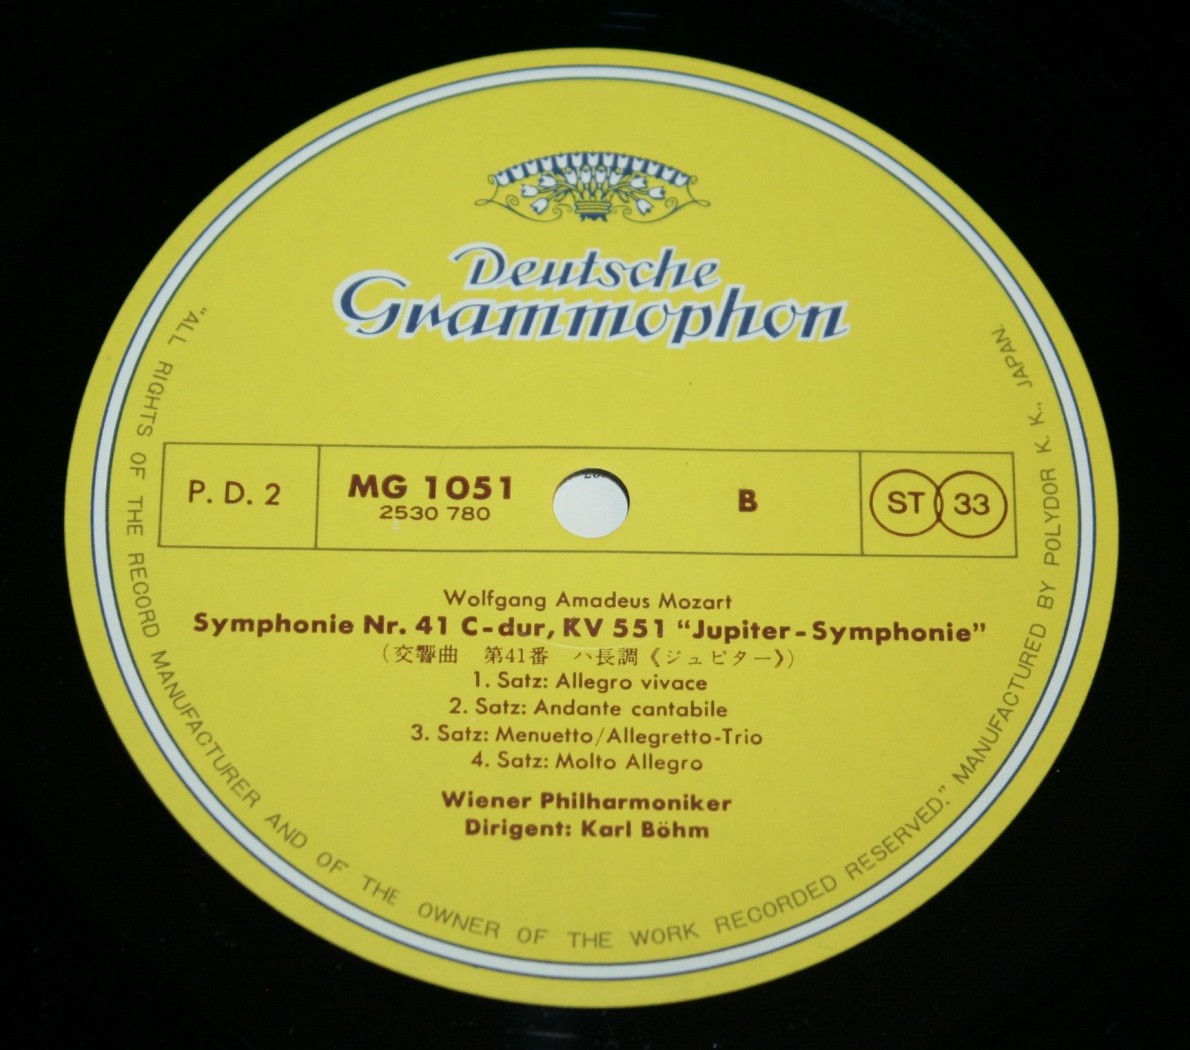 Deutsche
Grammophon
P. D. 2
MG 1051
2530 780
B
ST 33
Wolfgang Amadeus Mozart
Symphonie Nr. 41 C-dur, KV 551 “Jupiter-Symphonie”
(交響曲 第41番 ハ長調《ジュピター》)
1. Satz: Allegro vivace
2. Satz: Andante cantabile
3. Satz: Menuetto/Allegretto-Trio
4. Satz: Molto Allegro
Wiener Philharmoniker
Dirigent: Karl Böhm
“ALL RIGHTS OF THE RECORD MANUFACTURER AND OF THE OWNER OF THE WORK RECORDED RESERVED.” MANUFACTURED BY POLYDOR K. K., JAPAN.